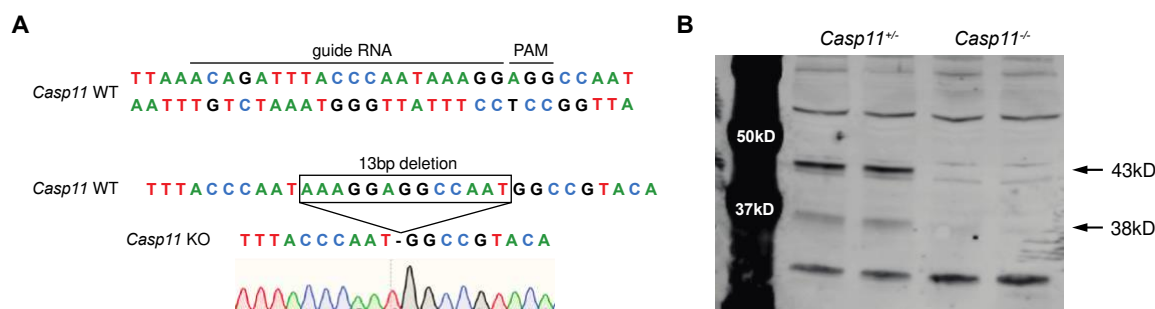 A
guide RNA PAM
TTAAACAGATTTACCCAATAAAGGAGGCCAAT
Casp11 WT
AATTTGTCTAAATGGGTTATTTCCTCCGGTTA
13bp deletion
Casp11 WT TTTACCCAATAAAGGAGGCCAATGGCCGTACA
Casp11 KO TTTACCCAAT-GGCCGTACA
B
Casp11+/- Casp11-/-
50kD
43kD
37kD
38kD